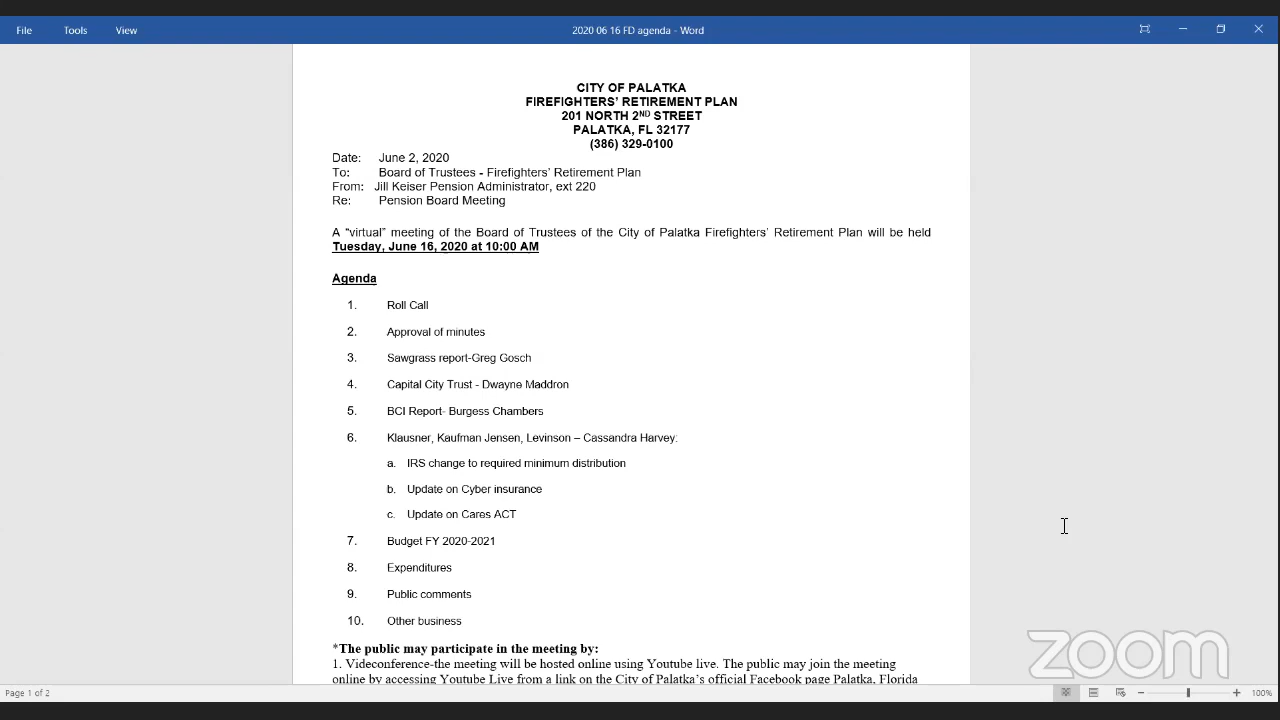 File Tools View 2020 06 16 FD agenda - Word
CITY OF PALATKA
FIREFIGHTERS' RETIREMENT PLAN
201 NORTH 2ND STREET
PALATKA, FL 32177
(386) 329-0100
Date: June 2, 2020
To: Board of Trustees - Firefighters' Retirement Plan
From: Jill Keiser Pension Administrator, ext 220
Re: Pension Board Meeting
A "virtual" meeting of the Board of Trustees of the City of Palatka Firefighters' Retirement Plan will be held
Tuesday, June 16, 2020 at 10:00 AM
Agenda
1. Roll Call
2. Approval of minutes
3. Sawgrass report-Greg Gosch
4. Capital City Trust - Dwayne Maddron
5. BCI Report- Burgess Chambers
6. Klausner, Kaufman Jensen, Levinson – Cassandra Harvey:
a. IRS change to required minimum distribution
b. Update on Cyber insurance
c. Update on Cares ACT
7. Budget FY 2020-2021
8. Expenditures
9. Public comments
10. Other business
*The public may participate in the meeting by:
1. Videconference-the meeting will be hosted online using Youtube live. The public may join the meeting
online by accessing Youtube Live from a link on the City of Palatka's official Facebook page Palatka, Florida
zoom
Page 1 of 2 100%